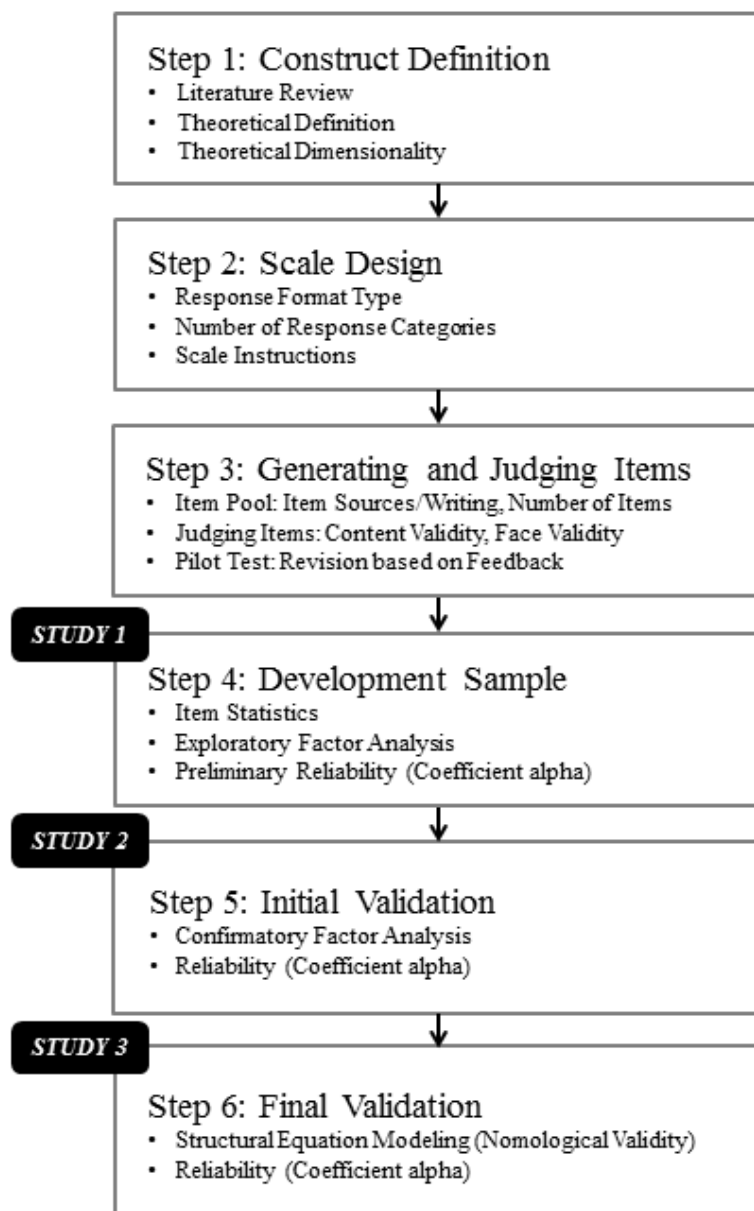 Step 1: Construct Definition
• Literature Review
• Theoretical Definition
• Theoretical Dimensionality
Step 2: Scale Design
• Response Format Type
• Number of Response Categories
• Scale Instructions
Step 3: Generating and Judging Items
• Item Pool: Item Sources/Writing, Number of Items
• Judging Items: Content Validity, Face Validity
• Pilot Test: Revision based on Feedback
STUDY 1
Step 4: Development Sample
• Item Statistics
• Exploratory Factor Analysis
• Preliminary Reliability (Coefficient alpha)
STUDY 2
Step 5: Initial Validation
• Confirmatory Factor Analysis
• Reliability (Coefficient alpha)
STUDY 3
Step 6: Final Validation
• Structural Equation Modeling (Nomological Validity)
• Reliability (Coefficient alpha)